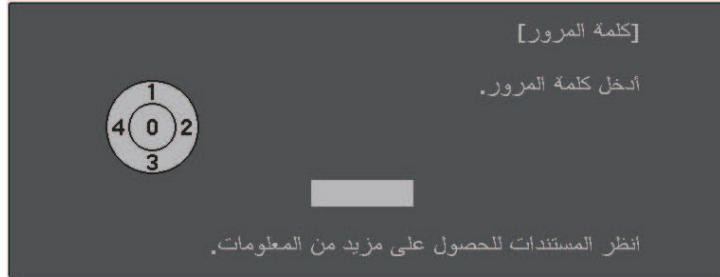 [كلمة المرور]
أدخل كلمة المرور.
1
4 0 2
3
انظر المستندات للحصول على مزيد من المعلومات.